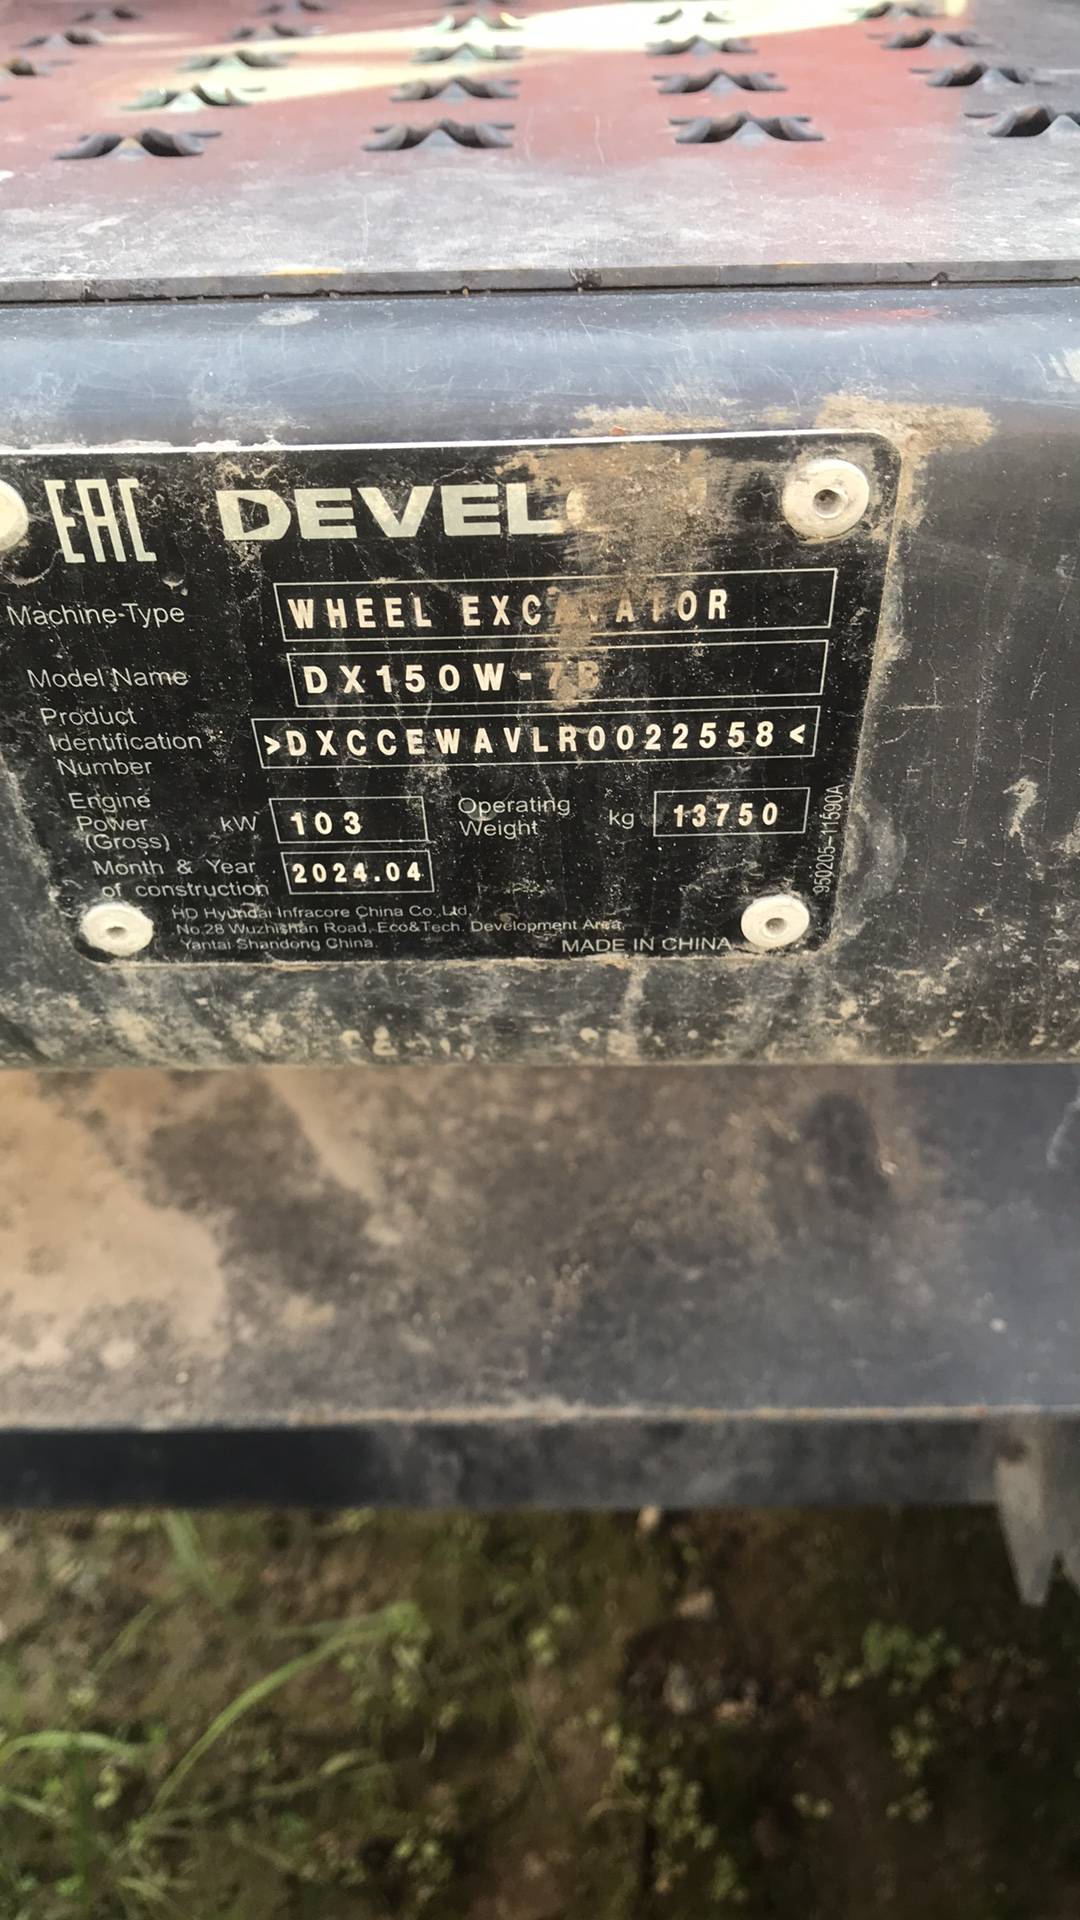 EAC DEVEL
Machine-Type WHEEL EXCAVATOR
Model Name DX150W-7B
Product Identification Number >DXCCEWAVLR0022558<
Engine Power (Gross) kW 103 Operating Weight kg 13750
Month & Year of construction 2024.04
HD Hyundai Infracore China Co.,Ltd.
No.28 Wuzhishan Road, Eco&Tech. Development Area,
Yantai Shandong China.
MADE IN CHINA
950205-11590A